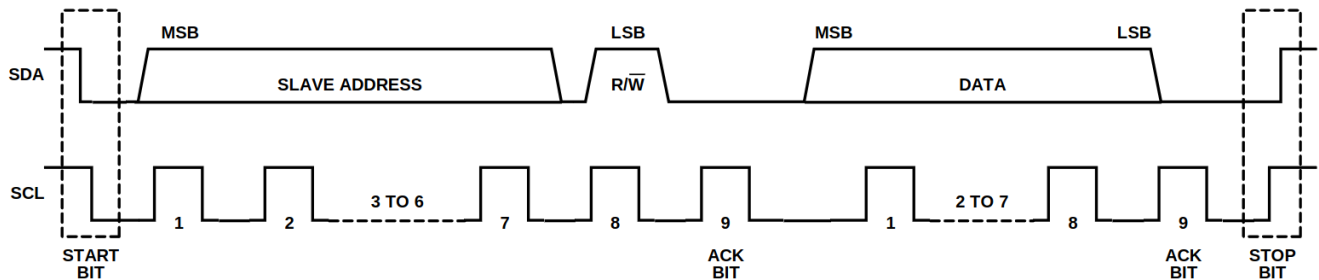 MSB
LSB
MSB
LSB
SDA
SLAVE ADDRESS
R/W̅
DATA
SCL
3 TO 6
2 TO 7
1
2
7
8
9
1
8
9
START
BIT
ACK
BIT
ACK
BIT
STOP
BIT